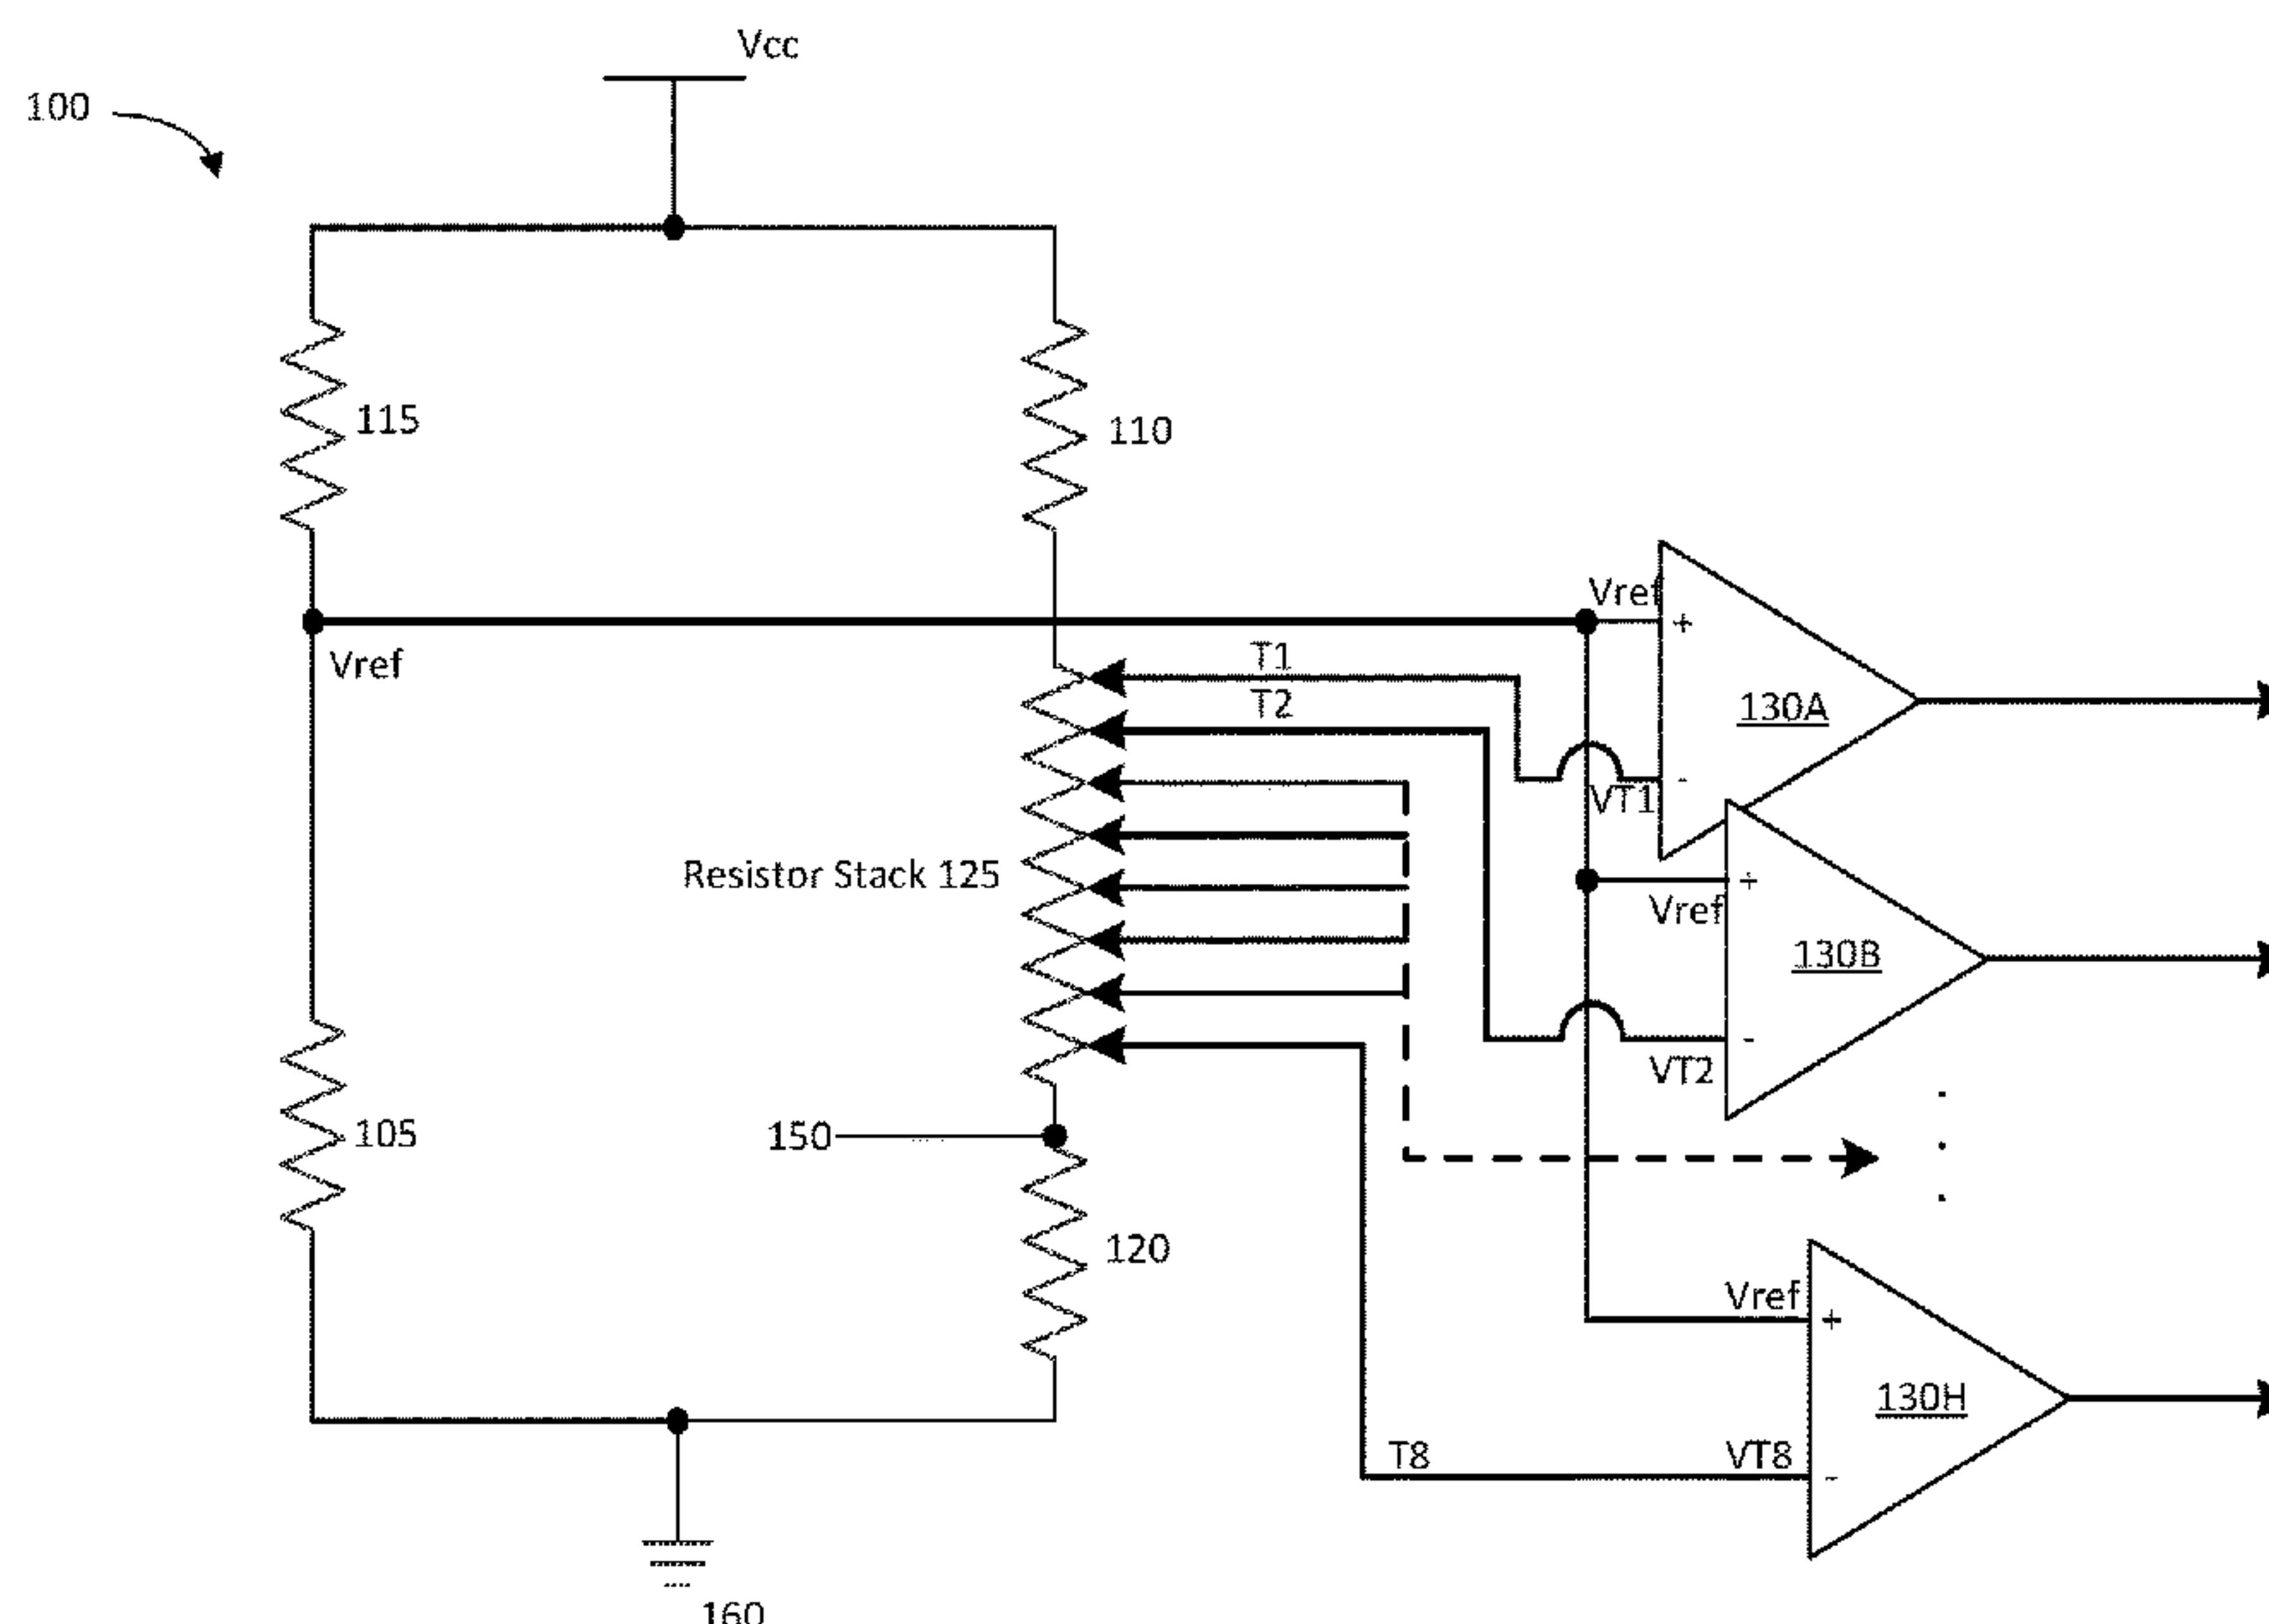 Vcc
100
115
110
Vref
Vref
+
T1
T2
130A
-
VT1
Resistor Stack 125
+
Vref
130B
-
VT2
105
150
120
Vref
+
130H
T8
VT8
-
160